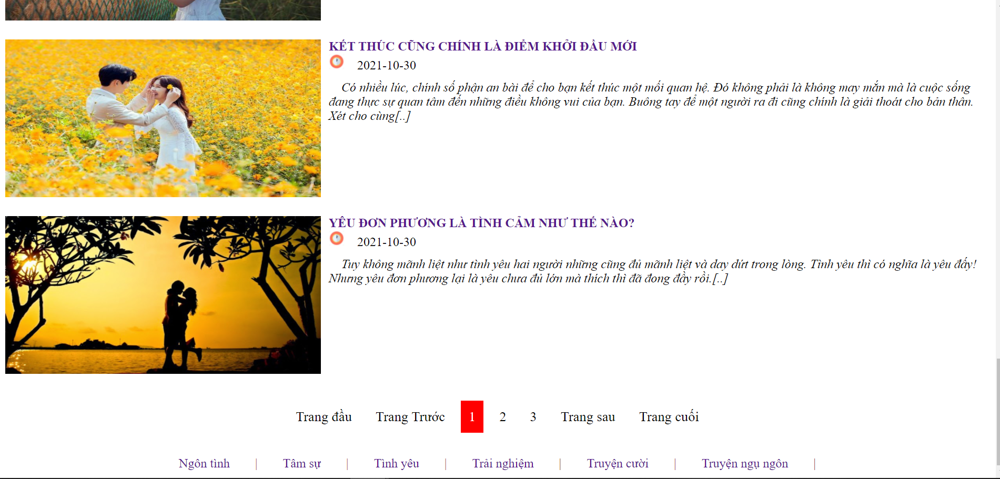 KẾT THÚC CŨNG CHÍNH LÀ ĐIỂM KHỞI ĐẦU MỚI
2021-10-30
Có nhiều lúc, chính số phận an bài để cho bạn kết thúc một mối quan hệ. Đó không phải là không may mắn mà là cuộc sống
đang thực sự quan tâm đến những điều không vui của bạn. Buông tay để một người ra đi cũng chính là giải thoát cho bản thân.
Xét cho cùng[..]
YÊU ĐƠN PHƯƠNG LÀ TÌNH CẢM NHƯ THẾ NÀO?
2021-10-30
Tuy không mãnh liệt như tình yêu hai người những cũng đủ mãnh liệt và day dứt trong lòng. Tình yêu thì có nghĩa là yêu đấy!
Nhưng yêu đơn phương lại là yêu chưa đủ lớn mà thích thì đã đong đầy rồi.[..]
Trang đầu Trang Trước 1 2 3 Trang sau Trang cuối
Ngôn tình | Tâm sự | Tình yêu | Trải nghiệm | Truyện cười | Truyện ngụ ngôn |